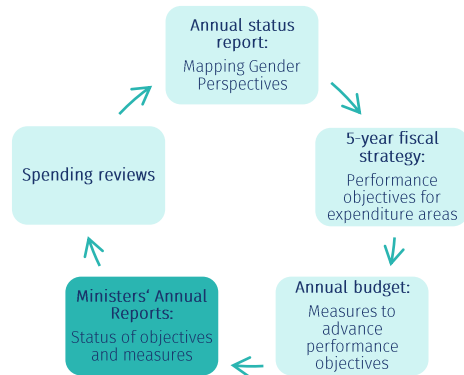 Annual status
report:
Mapping Gender
Perspectives
5-year fiscal
strategy:
Performance
objectives for
expenditure areas
Annual budget:
Measures to
advance
performance
objectives
Ministers‘ Annual
Reports:
Status of objectives
and measures
Spending reviews